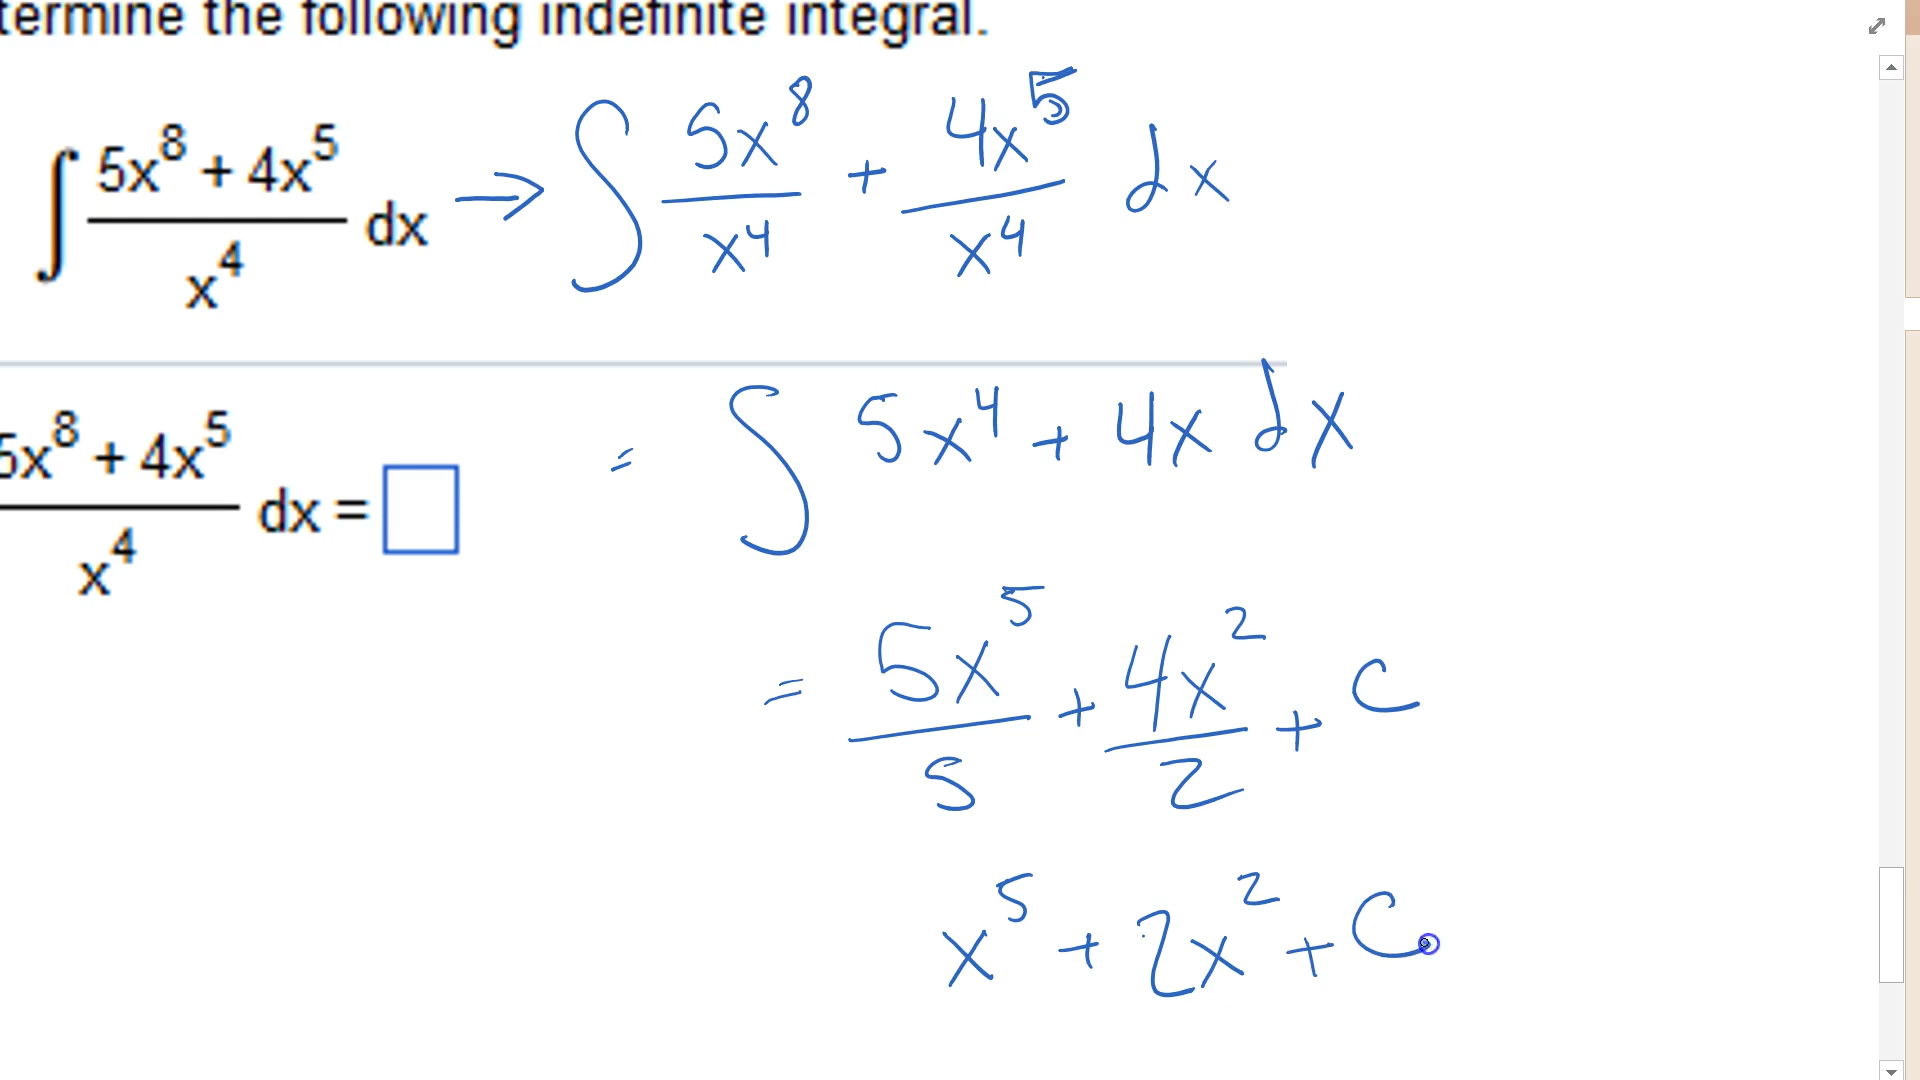 termine the following indefinite integral.
∫ (5x^8 + 4x^5)/x^4 dx → ∫ 5x^8/x^4 + 4x^5/x^4 dx
= ∫ 5x^4 + 4x dx
5x^8 + 4x^5/x^4 dx =
= 5x^5/5 + 4x^2/2 + C
x^5 + 2x^2 + C